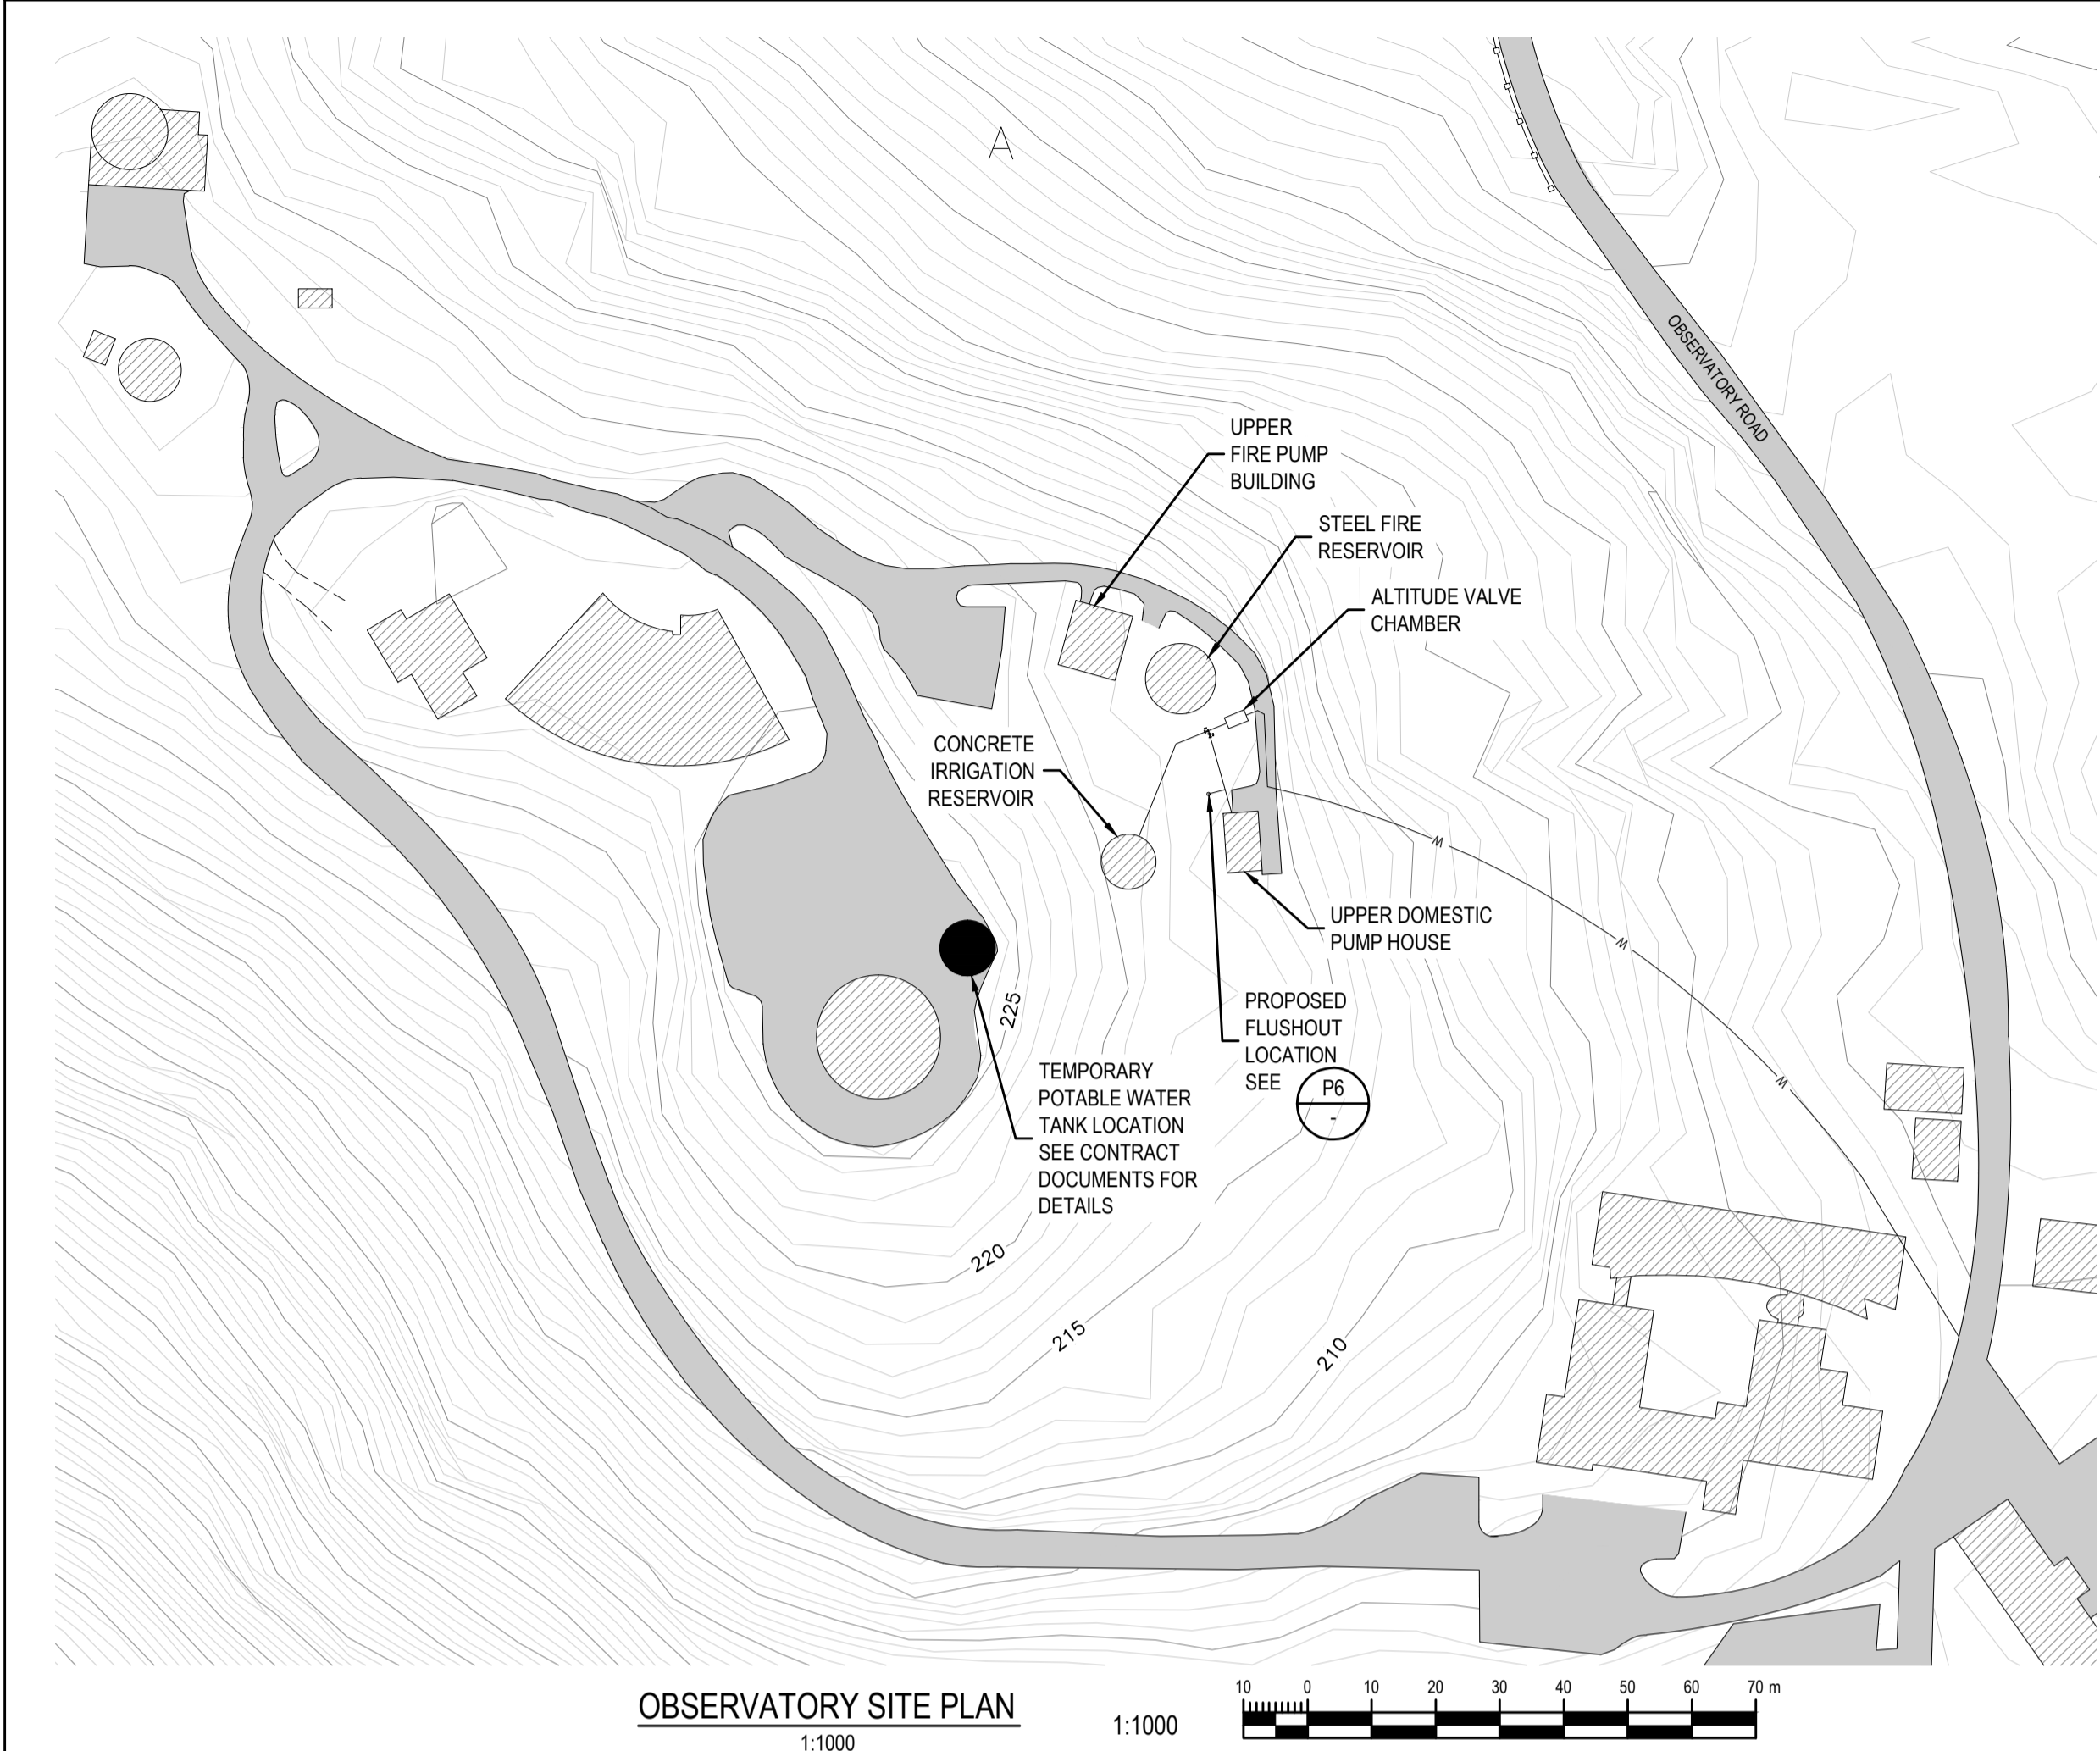 A
OBSERVATORY ROAD
UPPER
FIRE PUMP
BUILDING
STEEL FIRE
RESERVOIR
ALTITUDE VALVE
CHAMBER
CONCRETE
IRRIGATION
RESERVOIR
W
W
W
UPPER DOMESTIC
PUMP HOUSE
PROPOSED
FLUSHOUT
LOCATION
SEE
P6
-
225
TEMPORARY
POTABLE WATER
TANK LOCATION
SEE CONTRACT
DOCUMENTS FOR
DETAILS
220
215
210
OBSERVATORY SITE PLAN
1:1000
1:1000
10 0 10 20 30 40 50 60 70 m